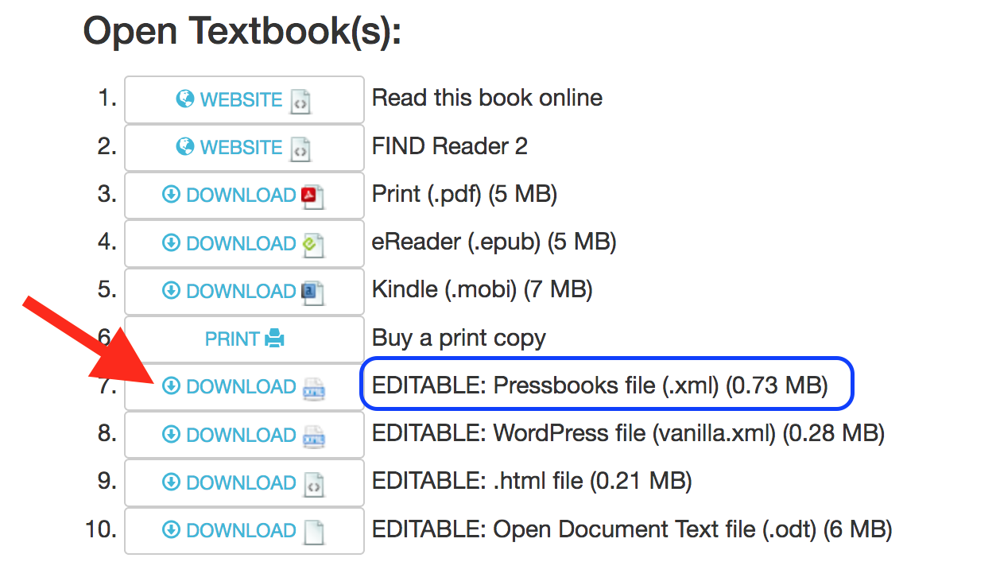 Open Textbook(s):
1. WEBSITE Read this book online
2. WEBSITE FIND Reader 2
3. DOWNLOAD Print (.pdf) (5 MB)
4. DOWNLOAD eReader (.epub) (5 MB)
5. DOWNLOAD Kindle (.mobi) (7 MB)
6. PRINT Buy a print copy
7. DOWNLOAD EDITABLE: Pressbooks file (.xml) (0.73 MB)
8. DOWNLOAD EDITABLE: WordPress file (vanilla.xml) (0.28 MB)
9. DOWNLOAD EDITABLE: .html file (0.21 MB)
10. DOWNLOAD EDITABLE: Open Document Text file (.odt) (6 MB)